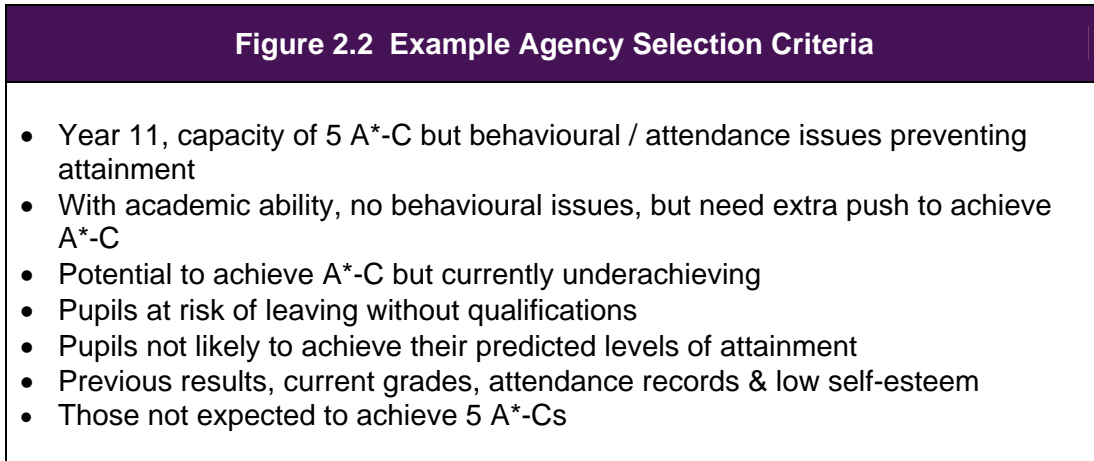 Figure 2.2  Example Agency Selection Criteria
• Year 11, capacity of 5 A*-C but behavioural / attendance issues preventing
attainment
• With academic ability, no behavioural issues, but need extra push to achieve
A*-C
• Potential to achieve A*-C but currently underachieving
• Pupils at risk of leaving without qualifications
• Pupils not likely to achieve their predicted levels of attainment
• Previous results, current grades, attendance records & low self-esteem
• Those not expected to achieve 5 A*-Cs